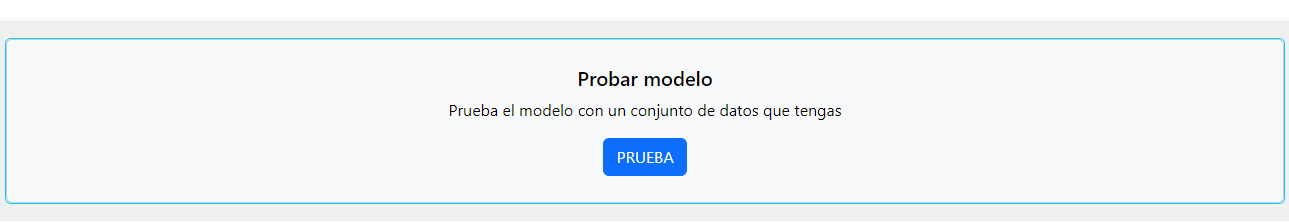 Probar modelo
Prueba el modelo con un conjunto de datos que tengas
PRUEBA